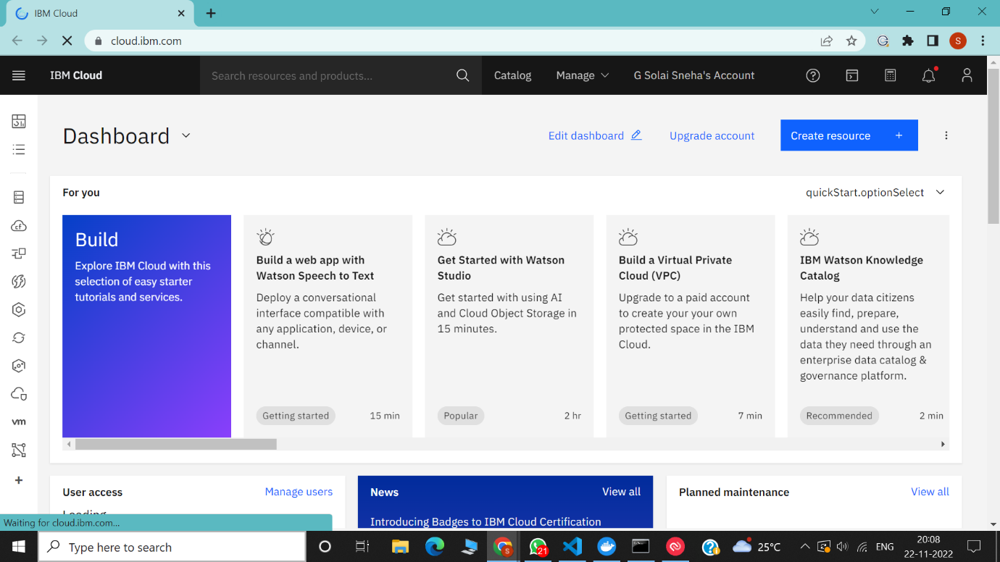 IBM Cloud
cloud.ibm.com
S
IBM Cloud
Search resources and products...
Catalog
Manage
G Solai Sneha's Account
Dashboard
Edit dashboard
Upgrade account
Create resource +
For you
quickStart.optionSelect
Build
Explore IBM Cloud with this
selection of easy starter
tutorials and services.
Build a web app with
Watson Speech to Text
Deploy a conversational
interface compatible with
any application, device, or
channel.
Getting started
15 min
Get Started with Watson
Studio
Get started with using AI
and Cloud Object Storage in
15 minutes.
Popular
2 hr
Build a Virtual Private
Cloud (VPC)
Upgrade to a paid account
to create your your own
protected space in the IBM
Cloud.
Getting started
7 min
IBM Watson Knowledge
Catalog
Help your data citizens
easily find, prepare,
understand and use the
data they need through an
enterprise data catalog &
governance platform.
Recommended
2 min
cf
vm
User access
Manage users
Loading
News
View all
Introducing Badges to IBM Cloud Certification
Planned maintenance
View all
Waiting for cloud.ibm.com...
Type here to search
S
21
25°C
ENG
20:08
22-11-2022